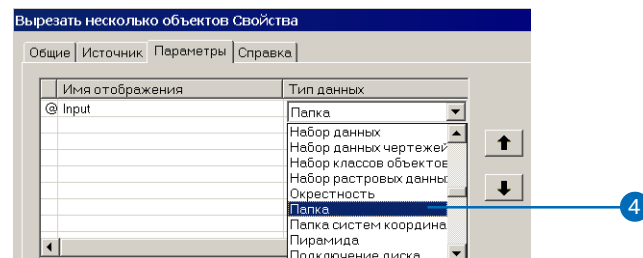 Вырезать несколько объектов Свойства
Общие Источник Параметры Справка
Имя отображения Тип данных
@ Input Папка
Набор данных
Набор данных чертежей
Набор классов объектов
Набор растровых данны
Окрестность
Папка 4
Папка систем координа
Пирамида
Подключение диска